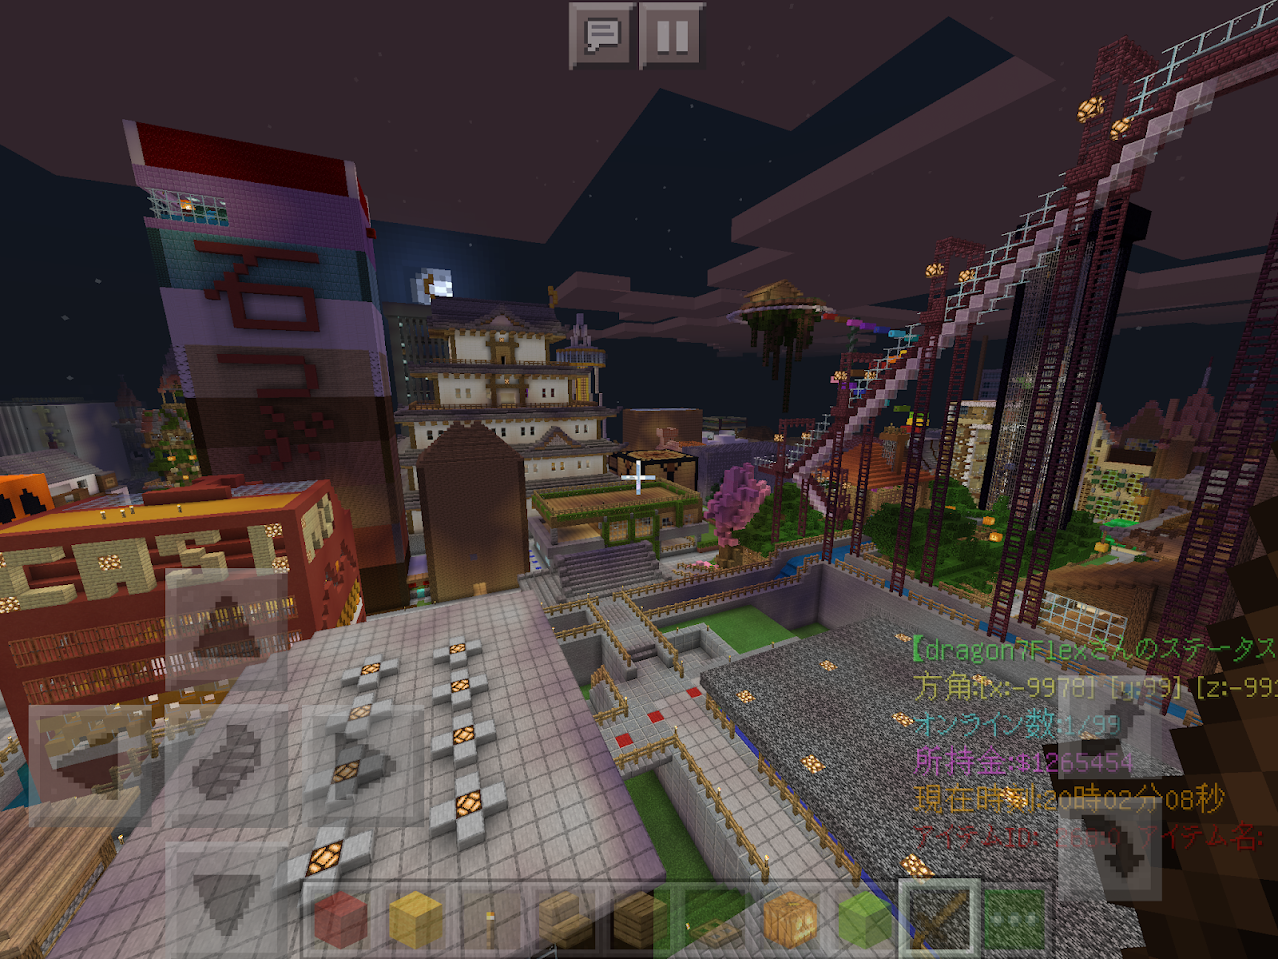 石
CASI
【dragon7Flexさんのステータス
方角:[x:-9978] [y:99] [z:-99
オンライン数:1/99
所持金:$1265454
現在時刻:20時02分08秒
アイテムID: アイテム名: